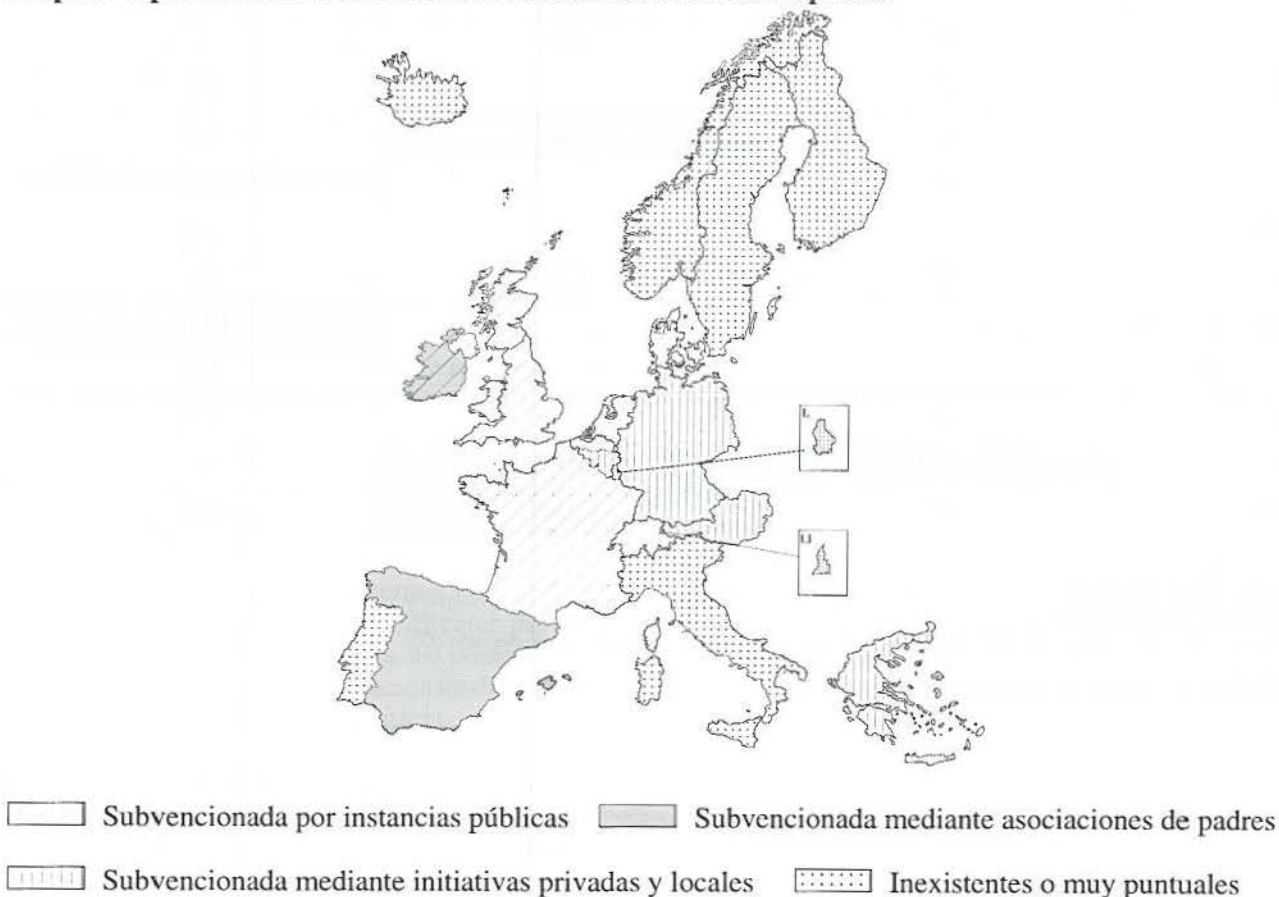 L
LI
Subvencionada por instancias públicas
Subvencionada mediante asociaciones de padres
Subvencionada mediante initiativas privadas y locales
Inexistentes o muy puntuales